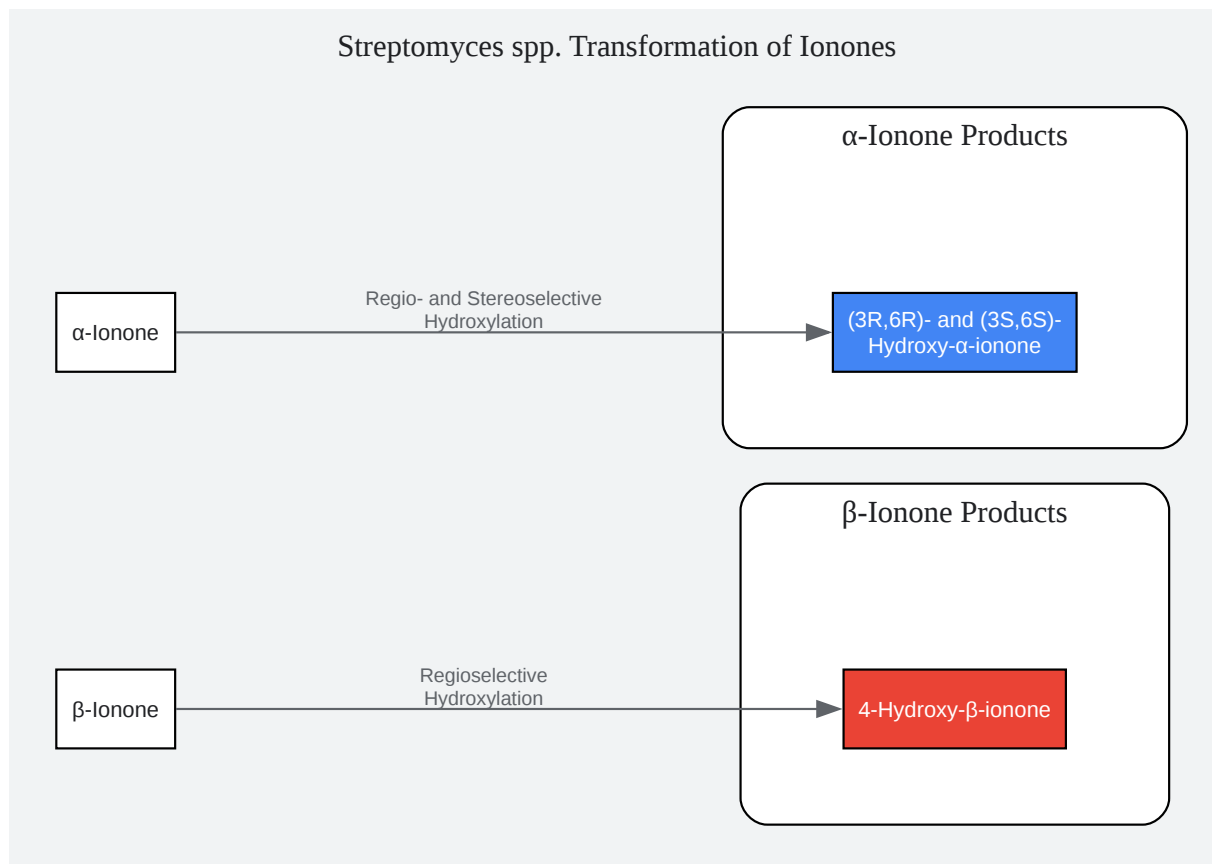 Streptomyces spp. Transformation of Ionones
α-Ionone Products
α-Ionone
Regio- and Stereoselective
Hydroxylation
(3R,6R)- and (3S,6S)-
Hydroxy-α-ionone
β-Ionone Products
β-Ionone
Regioselective
Hydroxylation
4-Hydroxy-β-ionone